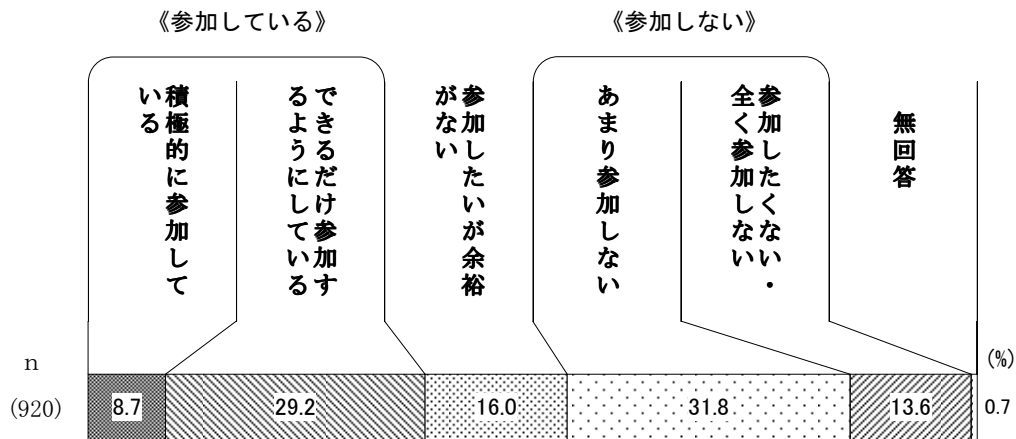 《参加している》
《参加しない》
積極的に参加して
いる
できるだけ参加す
るようにしている
参加したいが余裕
がない
あまり参加しない
参加したくない・
全く参加しない
無回答
n
(%)
(920)
8.7
29.2
16.0
31.8
13.6
0.7